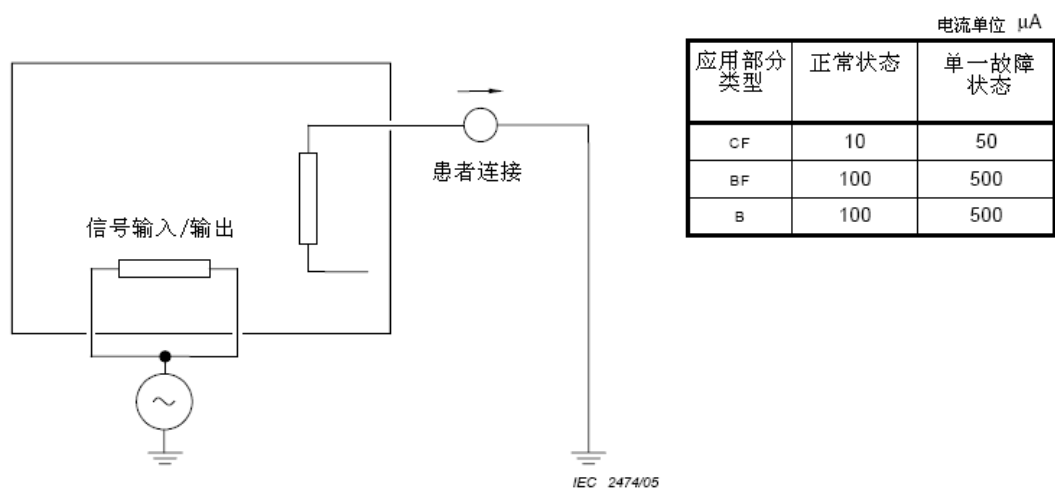 电流单位 μA
应用部分类型 正常状态 单一故障状态
CF 10 50
BF 100 500
B 100 500
患者连接
信号输入/输出
IEC 2474/05